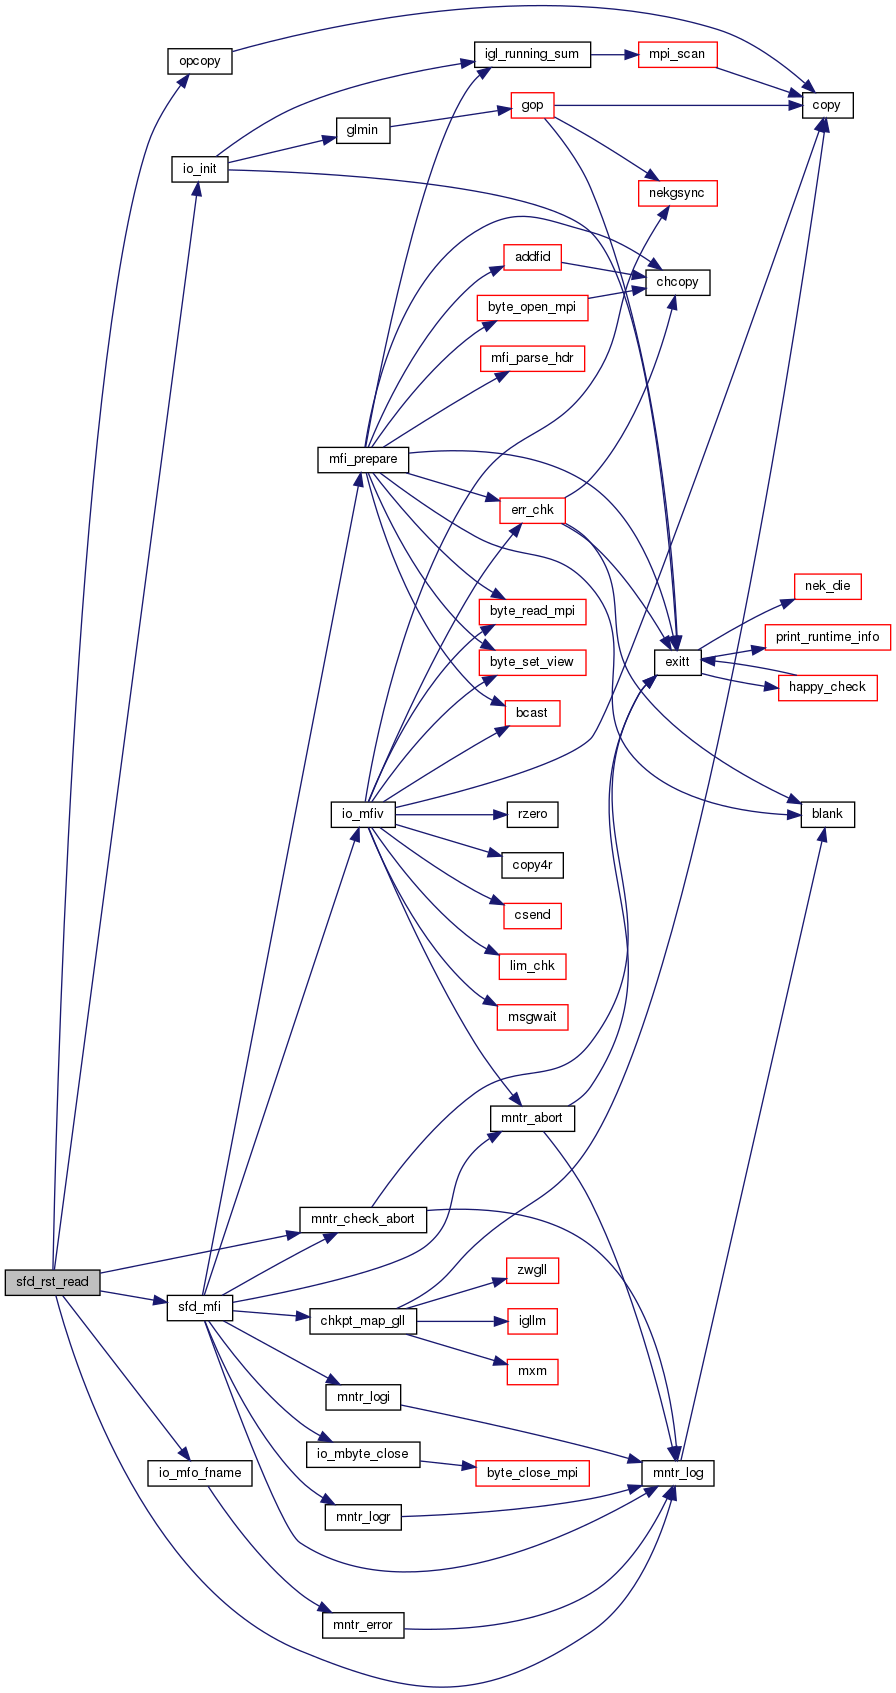 opcopy
igl_running_sum
mpi_scan
copy
gop
glmin
io_init
nekgsync
addfid
chcopy
byte_open_mpi
mfi_parse_hdr
mfi_prepare
err_chk
nek_die
byte_read_mpi
print_runtime_info
byte_set_view
exitt
happy_check
bcast
io_mfiv
rzero
blank
copy4r
csend
lim_chk
msgwait
mntr_abort
mntr_check_abort
zwgll
sfd_rst_read
sfd_mfi
chkpt_map_gll
igllm
mxm
mntr_logi
io_mbyte_close
io_mfo_fname
byte_close_mpi
mntr_log
mntr_logr
mntr_error